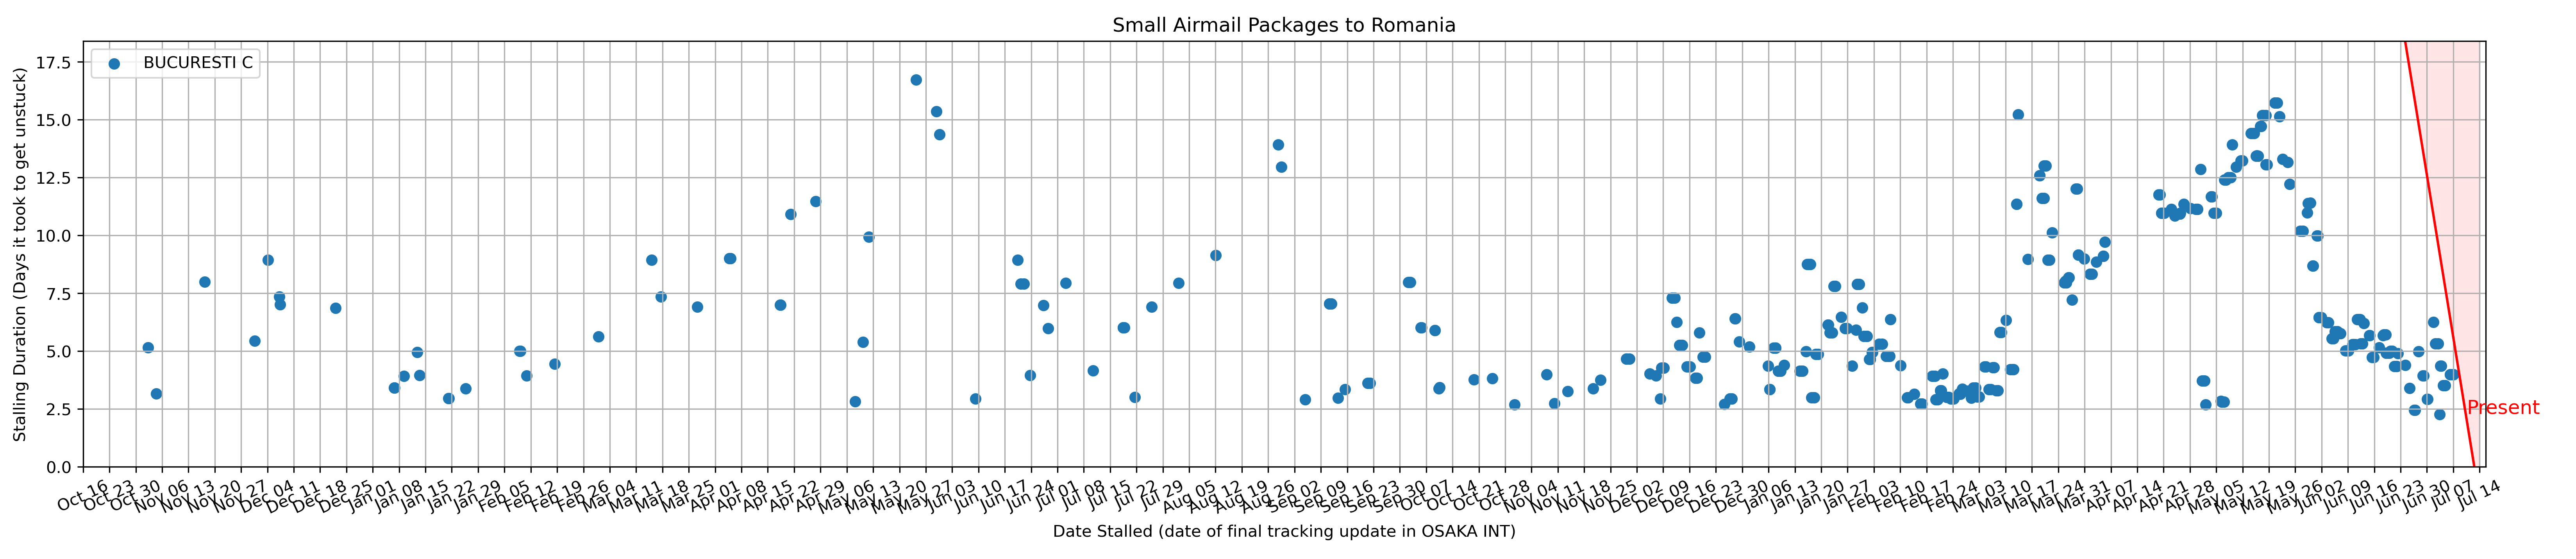 Small Airmail Packages to Romania
BUCURESTI C
Stalling Duration (Days it took to get unstuck)
17.5
15.0
12.5
10.0
7.5
5.0
2.5
0.0
Present
Oct 16 Oct 23 Oct 30 Nov 06 Nov 13 Nov 20 Nov 27 Dec 04 Dec 11 Dec 18 Dec 25 Jan 01 Jan 08 Jan 15 Jan 22 Jan 29 Feb 05 Feb 12 Feb 19 Feb 26 Mar 04 Mar 11 Mar 18 Mar 25 Apr 01 Apr 08 Apr 15 Apr 22 Apr 29 May 06 May 13 May 20 May 27 Jun 03 Jun 10 Jun 17 Jun 24 Jul 01 Jul 08 Jul 15 Jul 22 Jul 29 Aug 05 Aug 12 Aug 19 Aug 26 Sep 02 Sep 09 Sep 16 Sep 23 Sep 30 Oct 07 Oct 14 Oct 21 Oct 28 Nov 04 Nov 11 Nov 18 Nov 25 Dec 02 Dec 09 Dec 16 Dec 23 Dec 30 Jan 06 Jan 13 Jan 20 Jan 27 Feb 03 Feb 10 Feb 17 Feb 24 Mar 03 Mar 10 Mar 17 Mar 24 Mar 31 Apr 07 Apr 14 Apr 21 Apr 28 May 05 May 12 May 19 May 26 Jun 02 Jun 09 Jun 16 Jun 23 Jun 30 Jul 07 Jul 14
Date Stalled (date of final tracking update in OSAKA INT)